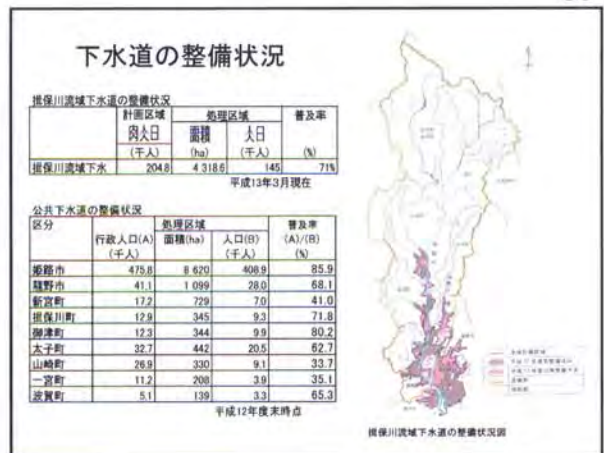 下水道の整備状況
揖保川流域下水道の整備状況
計画区域 処理区域 普及率
面積
(千人) (ha) (千人) (%)
揖保川流域下水 204.8 4 318.6 145 71%
平成13年3月現在
公共下水道の整備状況
区分 処理区域 普及率
行政人口(A) 面積(ha) 人口(B) (A)/(B)
(千人) (千人) (%)
姫路市 475.8 8 620 408.9 85.9
龍野市 41.1 1 099 28.0 68.1
新宮町 17.2 729 7.0 41.0
揖保川町 12.9 345 9.3 71.8
御津町 12.3 344 9.9 80.2
太子町 32.7 442 20.5 62.7
山崎町 26.9 330 9.1 33.7
一宮町 11.2 208 3.9 35.1
波賀町 5.1 139 3.3 65.3
平成12年度末時点
揖保川流域下水道の整備状況図